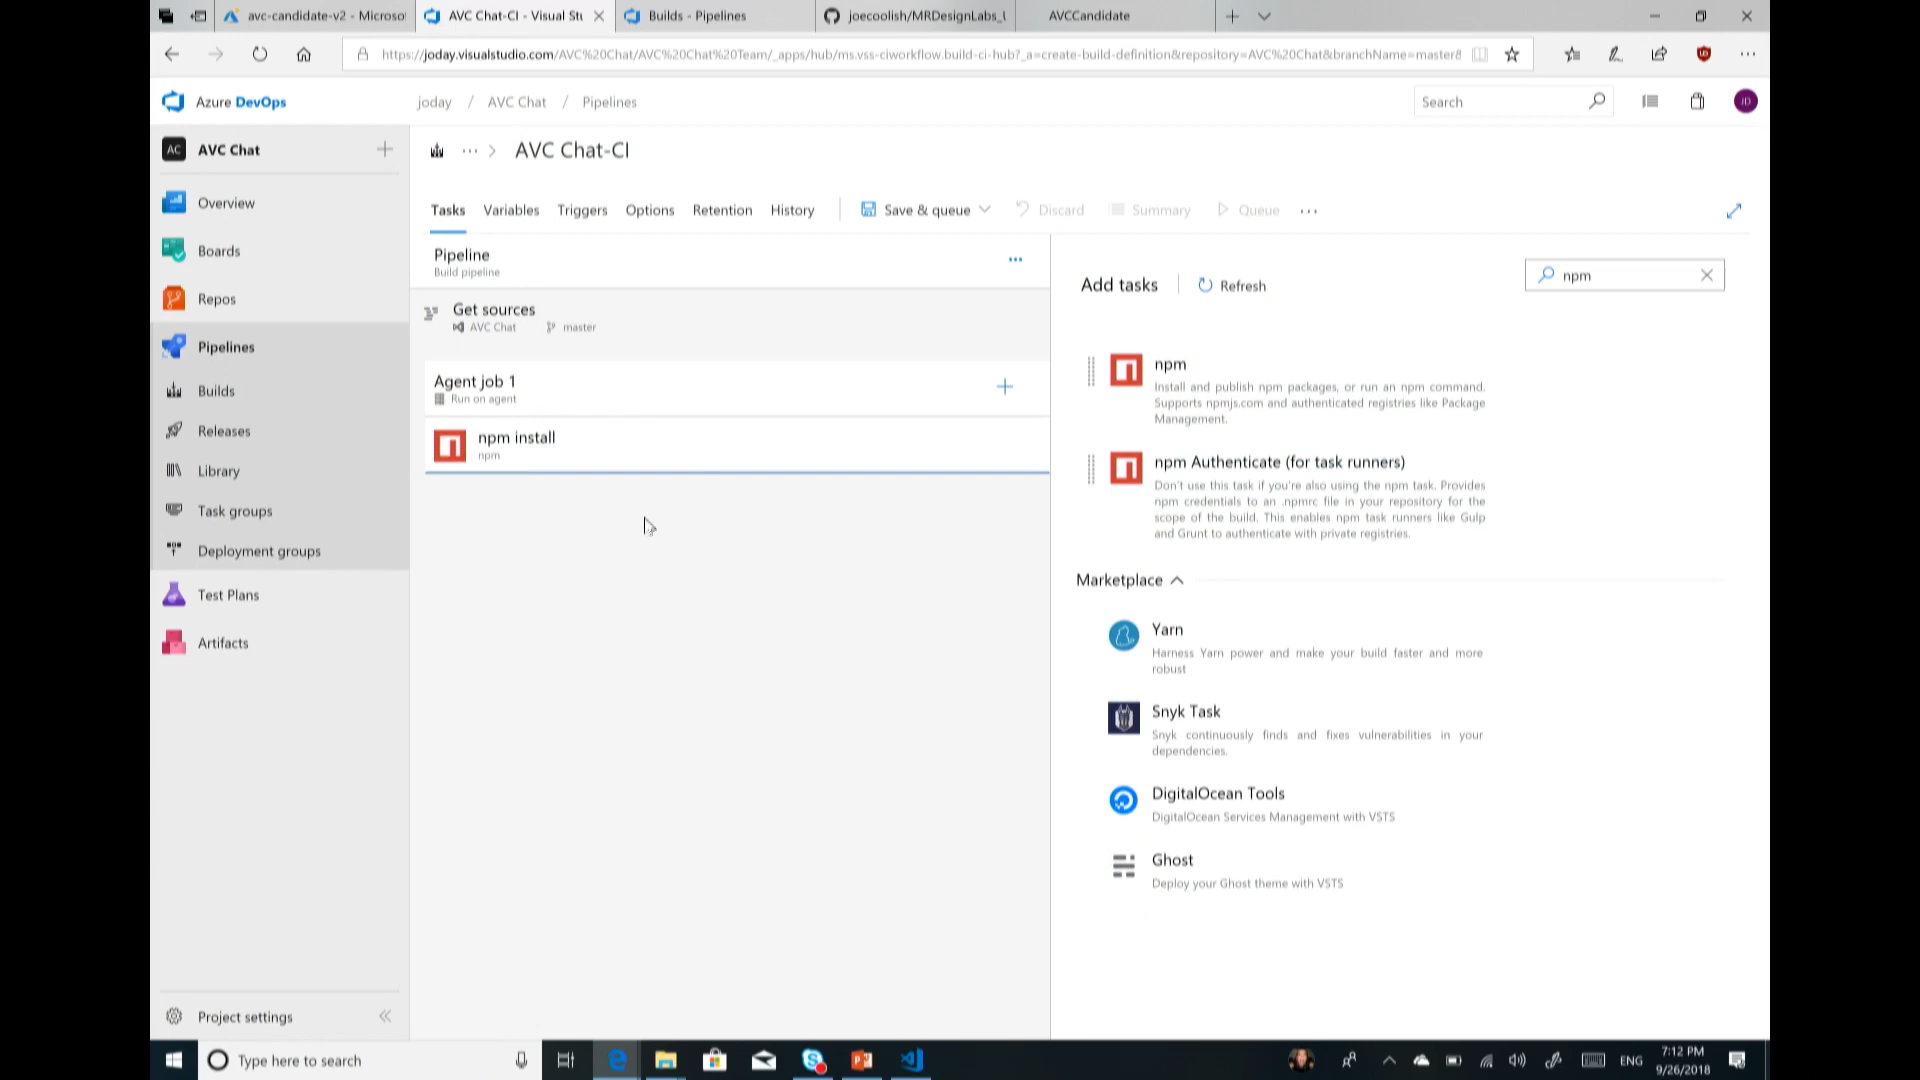 avc-candidate-v2 - Microsof
AVC Chat-CI - Visual Stu
Builds - Pipelines
joecoolish/MRDesignLabs_U
AVCCandidate
https://joday.visualstudio.com/AVC%20Chat/AVC%20Chat%20Team/_apps/hub/ms.vss-ciworkflow.build-ci-hub?_a=create-build-definition&repository=AVC%20Chat&branchName=master&
Azure DevOps
joday / AVC Chat / Pipelines
Search
JD
AC AVC Chat
AVC Chat-CI
Overview
Boards
Repos
Pipelines
Builds
Releases
Library
Task groups
Deployment groups
Test Plans
Artifacts
Project settings
Tasks Variables Triggers Options Retention History
Save & queue
Discard
Summary
Queue
Pipeline
Build pipeline
Get sources
AVC Chat master
Agent job 1
Run on agent
npm install
npm
Add tasks
Refresh
npm
npm
Install and publish npm packages, or run an npm command.
Supports npmjs.com and authenticated registries like Package
Management.
npm Authenticate (for task runners)
Don't use this task if you're also using the npm task. Provides
npm credentials to an .npmrc file in your repository for the
scope of the build. This enables npm task runners like Gulp
and Grunt to authenticate with private registries.
Marketplace
Yarn
Harness Yarn power and make your build faster and more
robust
Snyk Task
Snyk continuously finds and fixes vulnerabilities in your
dependencies.
DigitalOcean Tools
DigitalOcean Services Management with VSTS
Ghost
Deploy your Ghost theme with VSTS
Type here to search
ENG
7:12 PM
9/26/2018